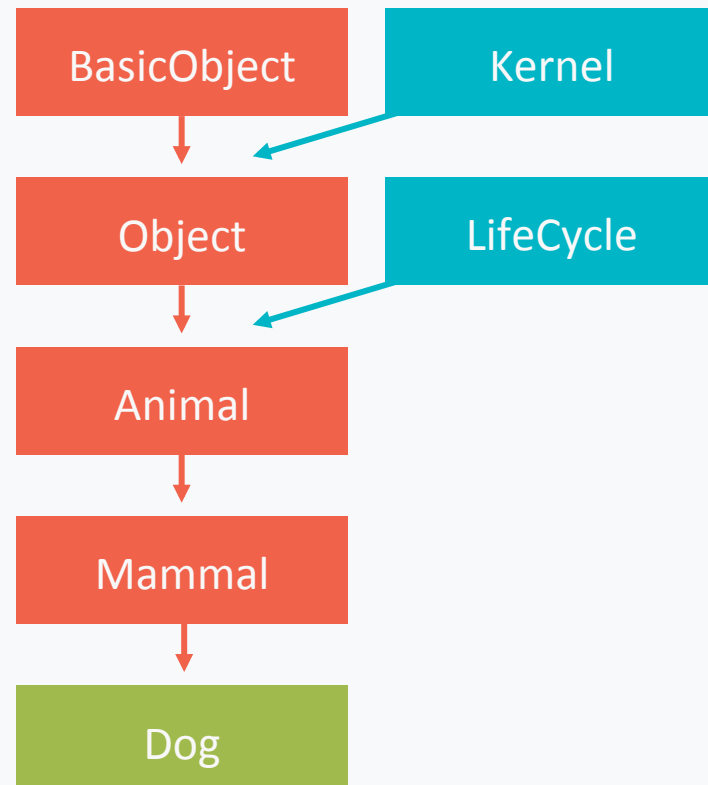 BasicObject
Kernel
Object
LifeCycle
Animal
Mammal
Dog